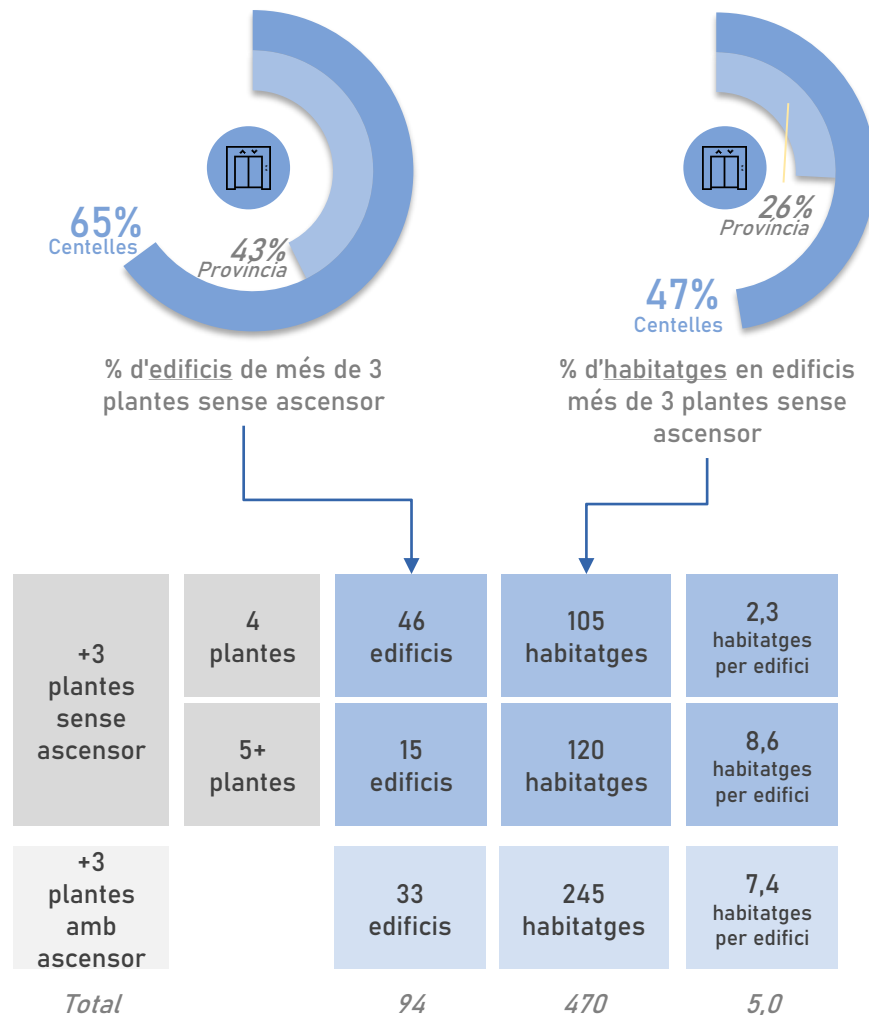 65%
Centelles
43%
Província
26%
Província
47%
Centelles
% d'edificis de més de 3
plantes sense ascensor
% d'habitatges en edificis
més de 3 plantes sense
ascensor
+3
plantes
sense
ascensor
4
plantes
46
edificis
105
habitatges
2,3
habitatges
per edifici
5+
plantes
15
edificis
120
habitatges
8,6
habitatges
per edifici
+3
plantes
amb
ascensor
33
edificis
245
habitatges
7,4
habitatges
per edifici
Total
94
470
5,0